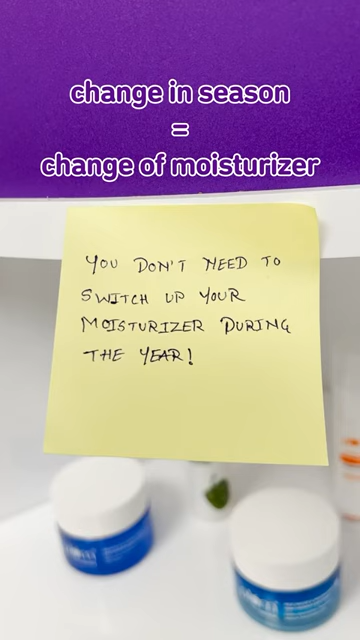 change in season
=
change of moisturizer
YOU DON'T NEED TO
SWITCH UP YOUR
MOISTURIZER DURING
THE YEAR!